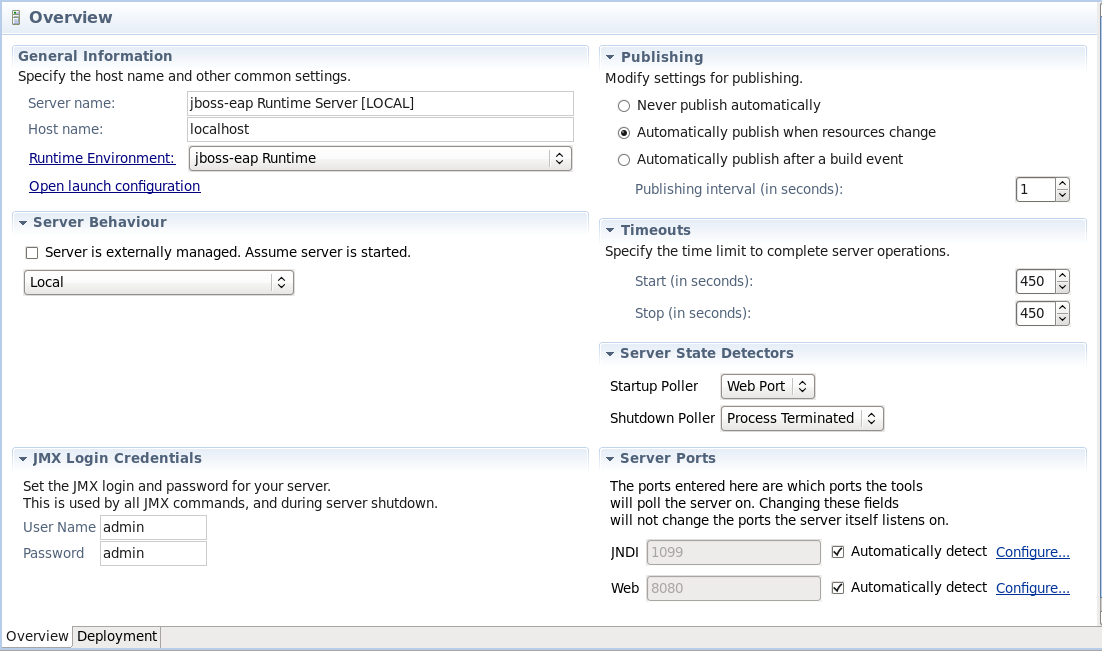 Overview
General Information
Specify the host name and other common settings.
Server name: jboss-eap Runtime Server [LOCAL]
Host name: localhost
Runtime Environment: jboss-eap Runtime
Open launch configuration
Server Behaviour
Server is externally managed. Assume server is started.
Local
JMX Login Credentials
Set the JMX login and password for your server.
This is used by all JMX commands, and during server shutdown.
User Name admin
Password admin
Publishing
Modify settings for publishing.
Never publish automatically
Automatically publish when resources change
Automatically publish after a build event
Publishing interval (in seconds): 1
Timeouts
Specify the time limit to complete server operations.
Start (in seconds): 450
Stop (in seconds): 450
Server State Detectors
Startup Poller Web Port
Shutdown Poller Process Terminated
Server Ports
The ports entered here are which ports the tools
will poll the server on. Changing these fields
will not change the ports the server itself listens on.
JNDI 1099 Automatically detect Configure...
Web 8080 Automatically detect Configure...
Overview Deployment